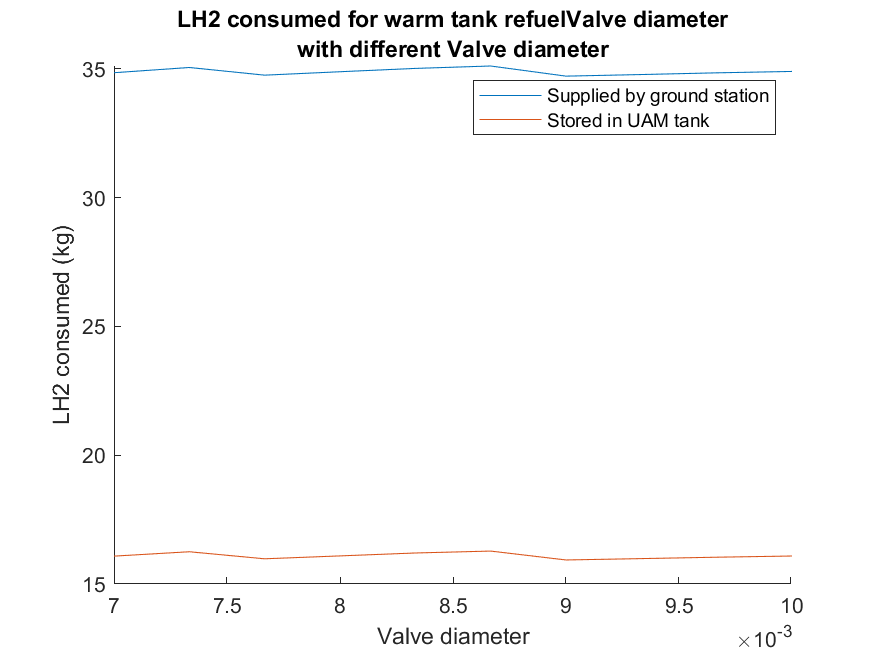 LH2 consumed for warm tank refuelValve diameter
with different Valve diameter
35
30
25
20
15
LH2 consumed (kg)
Supplied by ground station
Stored in UAM tank
7 7.5 8 8.5 9 9.5 10
Valve diameter
×10⁻³